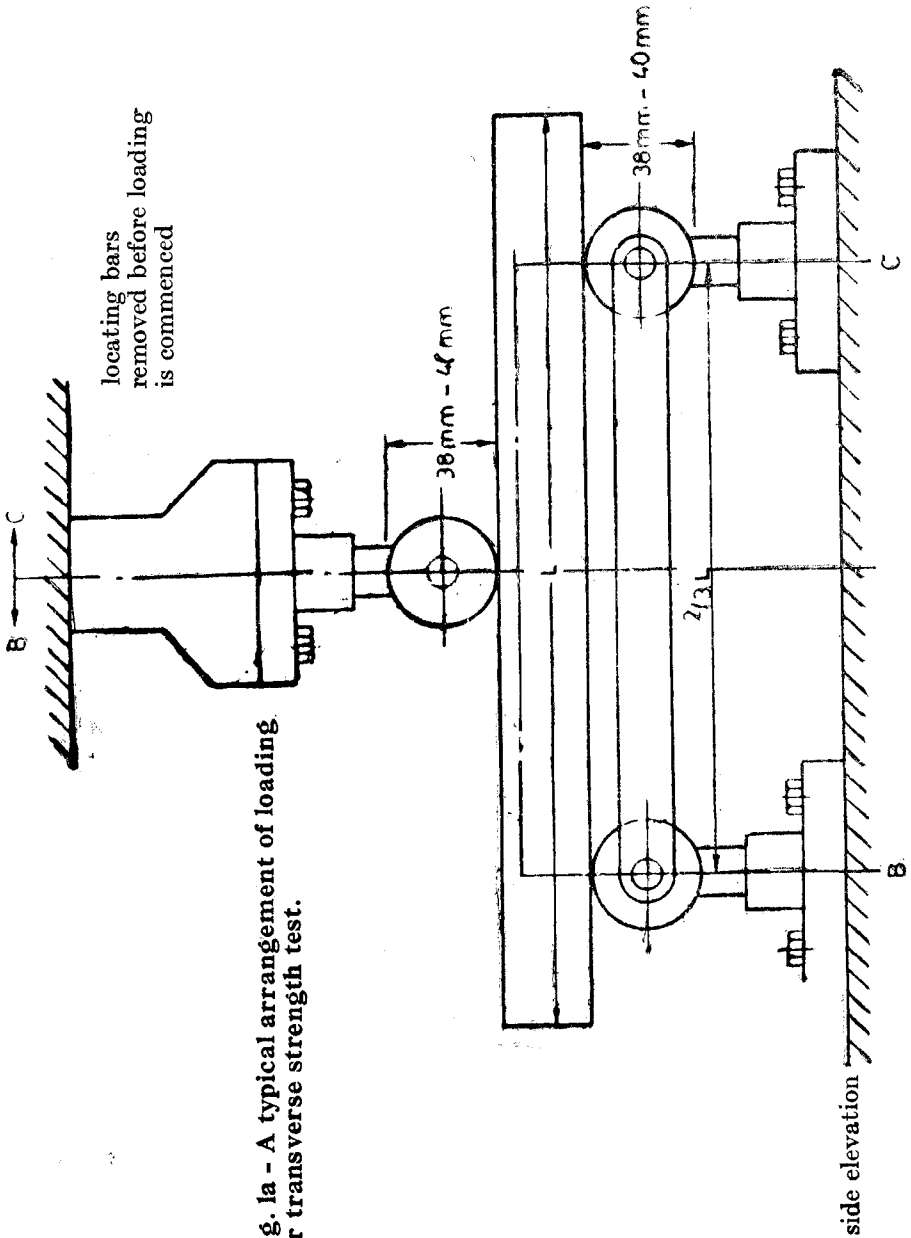 locating bars
removed before loading
is commenced
B C
38mm - 40mm
L
38mm - 40mm
2/3 L
B
C
side elevation
g. 1a - A typical arrangement of loading
r transverse strength test.